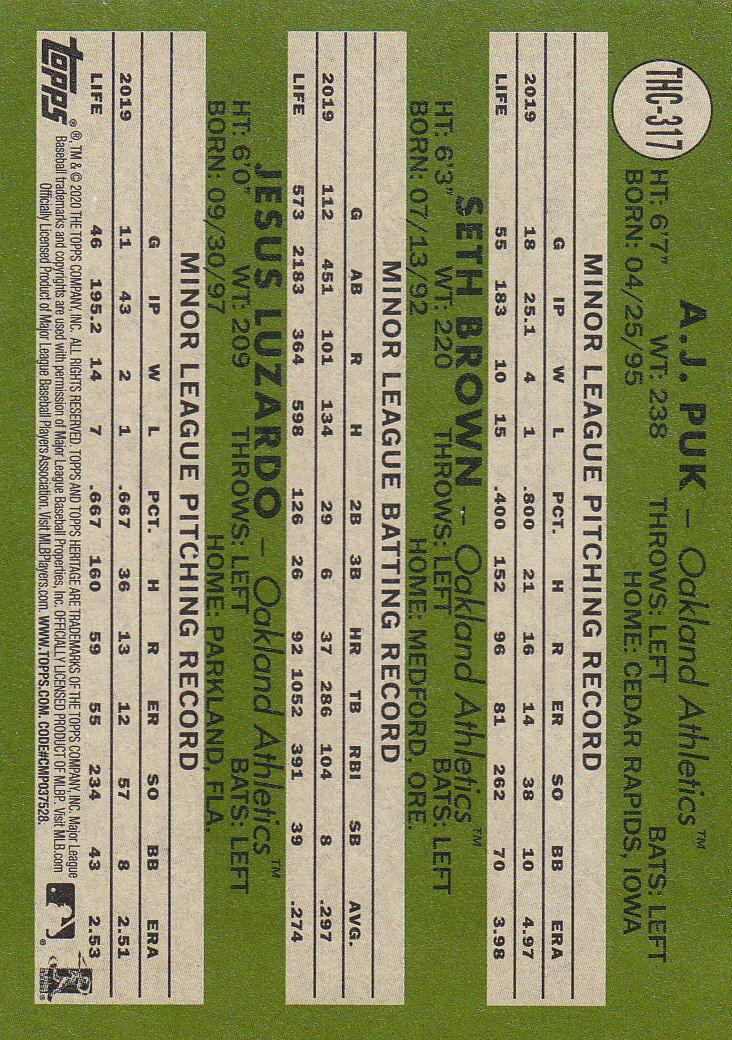 THC-317
A.J. PUK – Oakland Athletics™
HT: 6'7" WT: 238 THROWS: LEFT BATS: LEFT
BORN: 04/25/95 HOME: CEDAR RAPIDS, IOWA
MINOR LEAGUE PITCHING RECORD
G IP W L PCT. H R ER SO BB ERA
2019 18 25.1 4 1 .800 21 16 14 38 10 4.97
LIFE 55 183 10 15 .400 152 96 81 262 70 3.98
SETH BROWN – Oakland Athletics™
HT: 6'3" WT: 220 THROWS: LEFT BATS: LEFT
BORN: 07/13/92 HOME: MEDFORD, ORE.
MINOR LEAGUE BATTING RECORD
G AB R H 2B 3B HR TB RBI SB AVG.
2019 112 451 101 134 29 6 37 286 104 8 .297
LIFE 573 2183 364 598 126 26 92 1052 391 39 .274
JESUS LUZARDO – Oakland Athletics™
HT: 6'0" WT: 209 THROWS: LEFT BATS: LEFT
BORN: 09/30/97 HOME: PARKLAND, FLA.
MINOR LEAGUE PITCHING RECORD
G IP W L PCT. H R ER SO BB ERA
2019 11 43 2 1 .667 36 13 12 57 8 2.51
LIFE 46 195.2 14 7 .667 160 59 55 234 43 2.53
TOPPS®
®, TM & © 2020 THE TOPPS COMPANY, INC. ALL RIGHTS RESERVED. TOPPS AND TOPPS HERITAGE ARE TRADEMARKS OF THE TOPPS COMPANY, INC. Major League
Baseball trademarks and copyrights are used with permission of Major League Baseball Properties, Inc. OFFICIALLY LICENSED PRODUCT OF MLBP. Visit MLB.com
Officially Licensed Product of Major League Baseball Players Association. Visit MLBPlayers.com. WWW.TOPPS.COM. CODE#CMP037528.